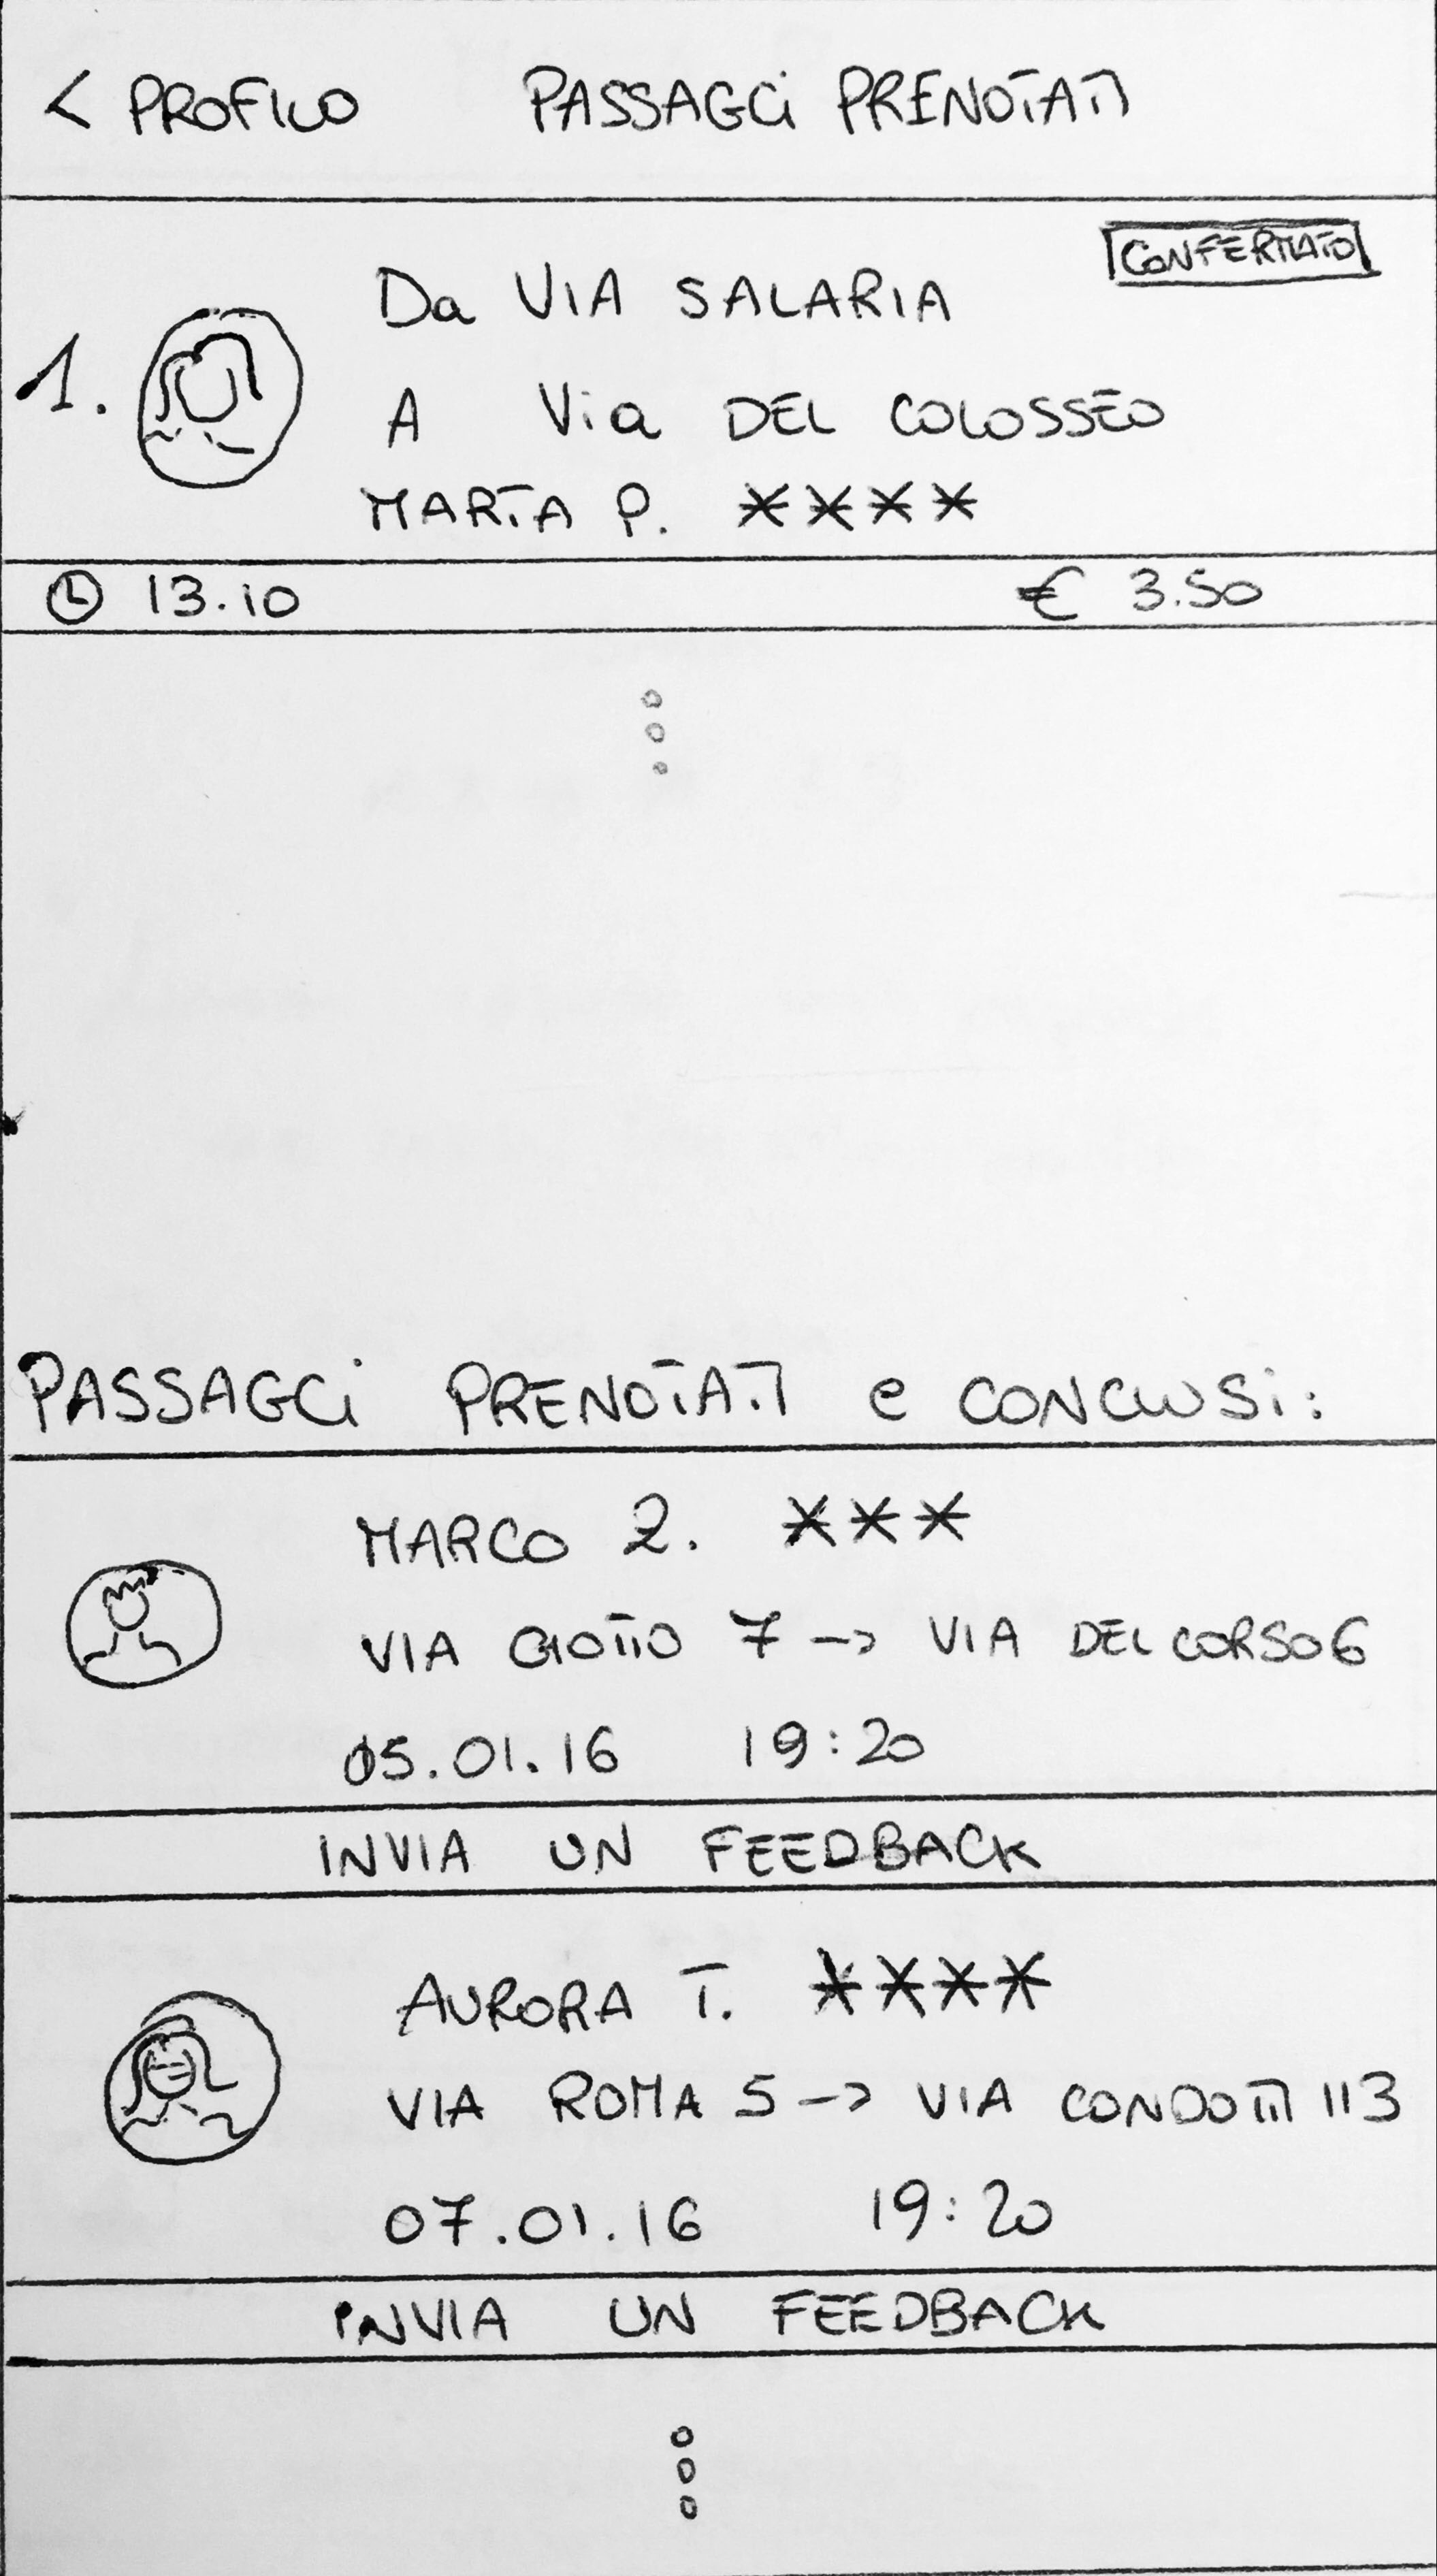 < PROFILO PASSAGGi PRENOTATI
CONFERMATO
Da VIA SALARIA
1.
A Via DEL COLOSSEO
MARTA P. ****
13.10 € 3.50
PASSAGGi PRENOTATI e CONCLUSi:
MARCO Z. ***
VIA GIOTTO 7 -> VIA DEL CORSO 6
05.01.16 19:20
INVIA UN FEEDBACK
AURORA T. ****
VIA ROMA 5 -> VIA CONDOTTI 113
07.01.16 19:20
INVIA UN FEEDBACK